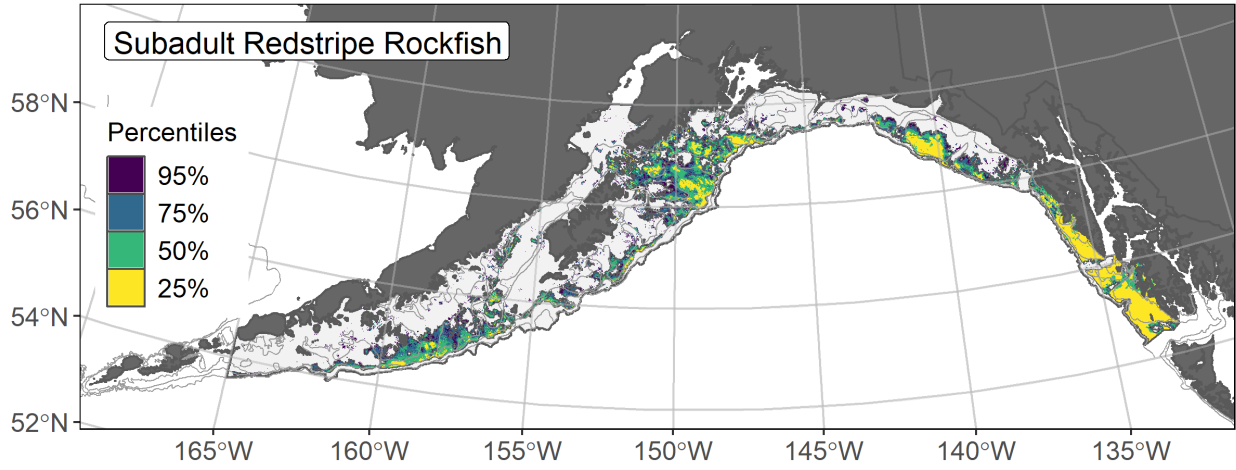 Subadult Redstripe Rockfish
58°N
56°N
54°N
52°N
Percentiles
95%
75%
50%
25%
165°W
160°W
155°W
150°W
145°W
140°W
135°W